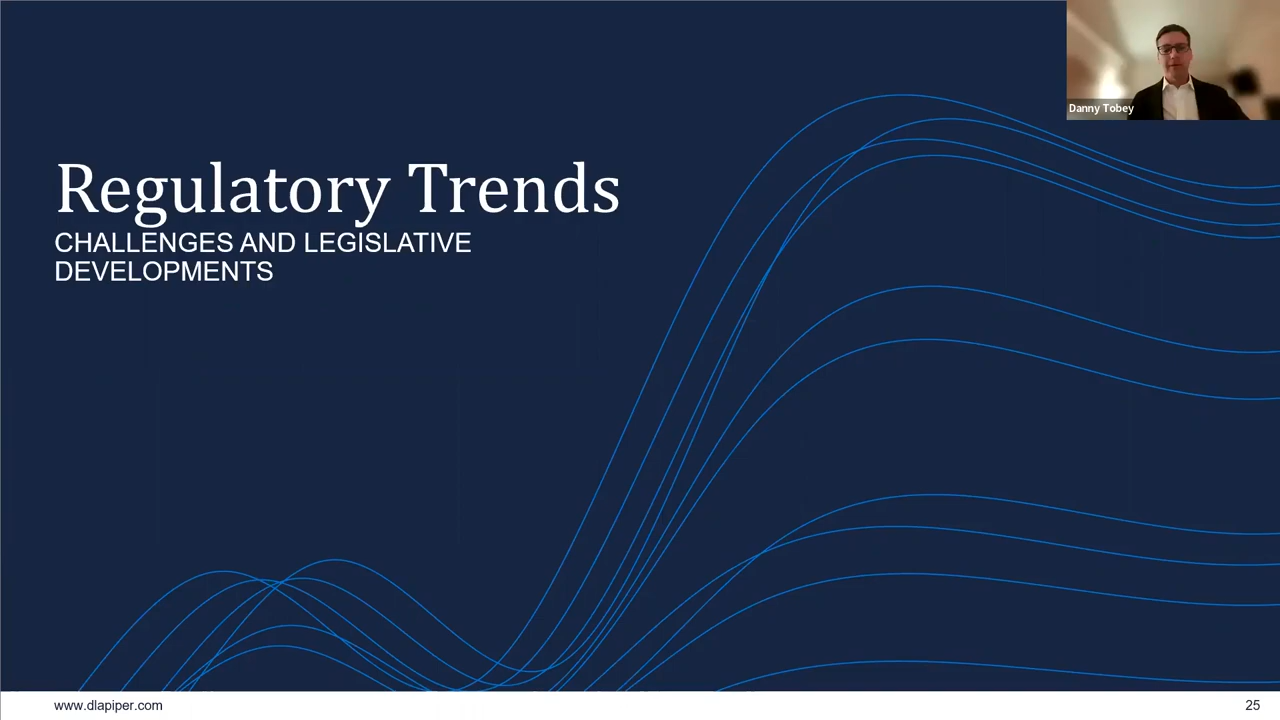 Danny Tobey
Regulatory Trends
CHALLENGES AND LEGISLATIVE
DEVELOPMENTS
www.dlapiper.com
25